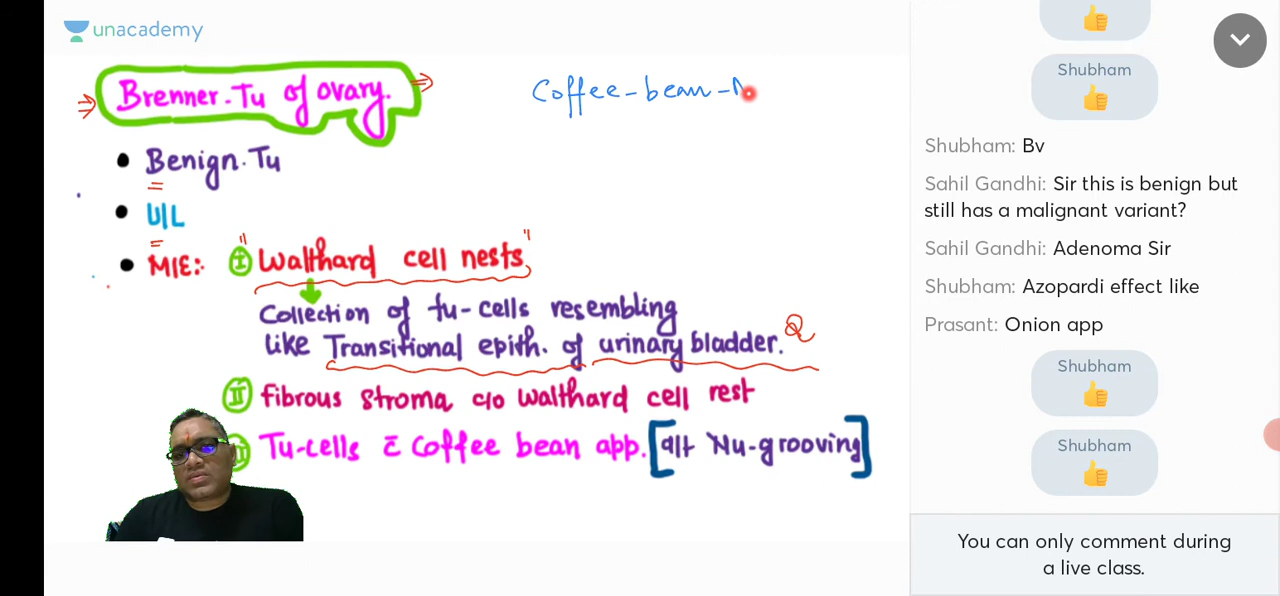 unacademy
Brenner.Tu of ovary.
Coffee-bean-
Benign.Tu
U/L
M/E:- I "Walthard cell nests"
Collection of tu-cells resembling
like Transitional epith. of urinary bladder. Q
II fibrous stroma c/o walthard cell rest
Tu-cells c̄ Coffee bean app. [a/t Nu-grooving]
Shubham
👍
Shubham: Bv
Sahil Gandhi: Sir this is benign but
still has a malignant variant?
Sahil Gandhi: Adenoma Sir
Shubham: Azopardi effect like
Prasant: Onion app
Shubham
👍
Shubham
👍
You can only comment during
a live class.